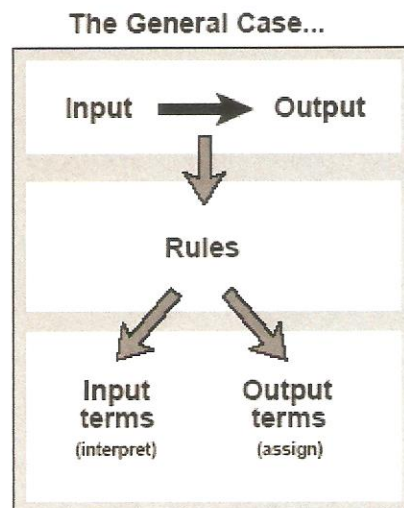 The General Case...
Input Output
Rules
Input Output
terms terms
(interpret) (assign)